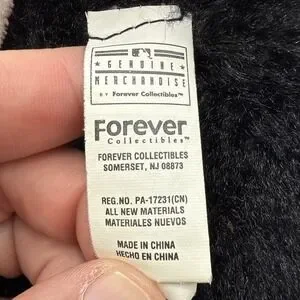 GENUINE
MERCHANDISE
BY Forever Collectibles™
Forever
Collectibles™
FOREVER COLLECTIBLES
SOMERSET, NJ 08873
REG.NO. PA-17231(CN)
ALL NEW MATERIALS
MATERIALES NUEVOS
MADE IN CHINA
HECHO EN CHINA